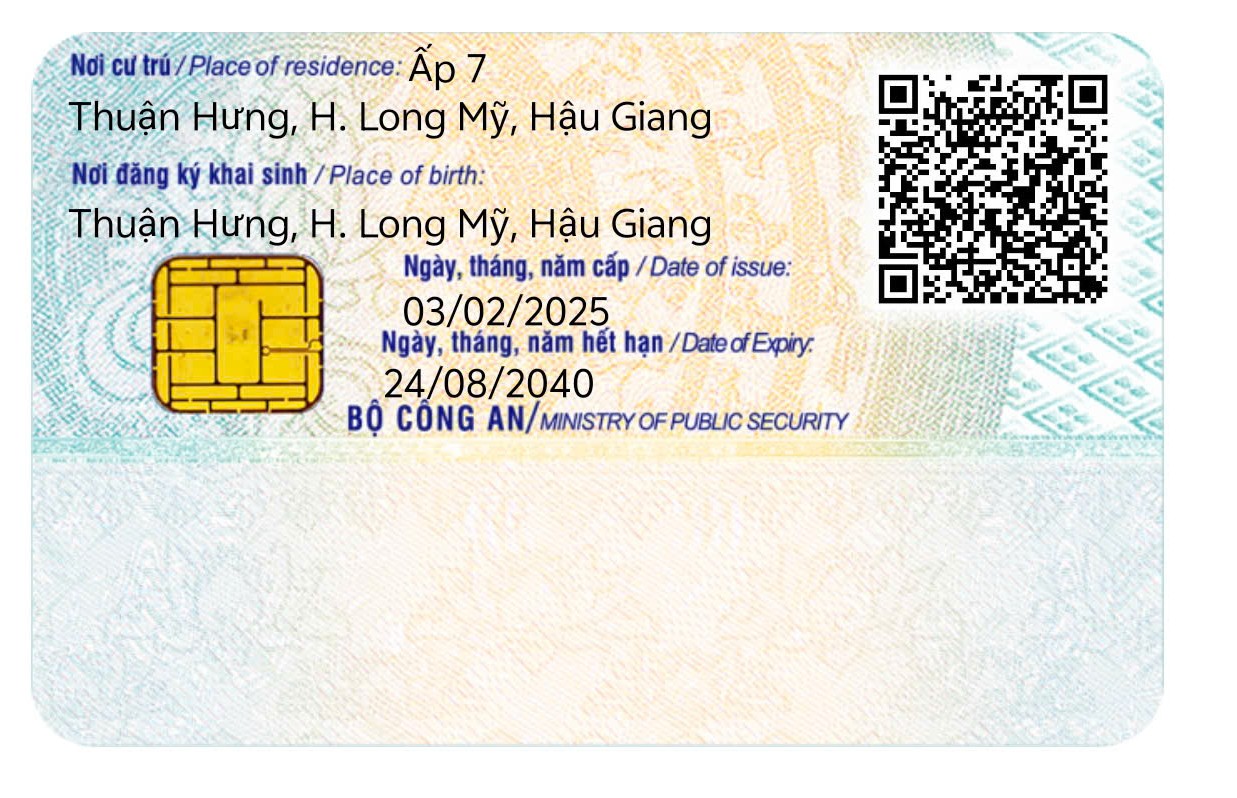 Nơi cư trú / Place of residence: Ấp 7
Thuận Hưng, H. Long Mỹ, Hậu Giang
Nơi đăng ký khai sinh / Place of birth:
Thuận Hưng, H. Long Mỹ, Hậu Giang
Ngày, tháng, năm cấp / Date of issue:
03/02/2025
Ngày, tháng, năm hết hạn / Date of Expiry:
24/08/2040
BỘ CÔNG AN/MINISTRY OF PUBLIC SECURITY